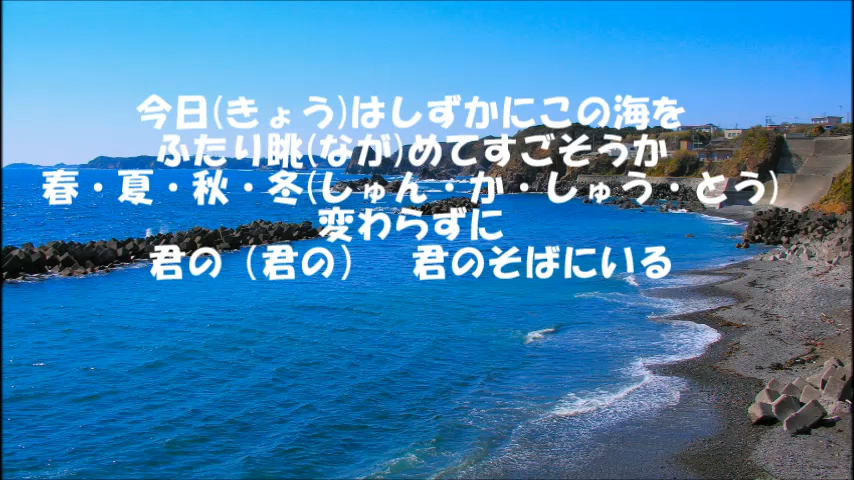 今日(きょう)はしずかにこの海を
ふたり眺(なが)めてすごそうか
春・夏・秋・冬(しゅん・か・しゅう・とう)
変わらずに
君の（君の）　君のそばにいる